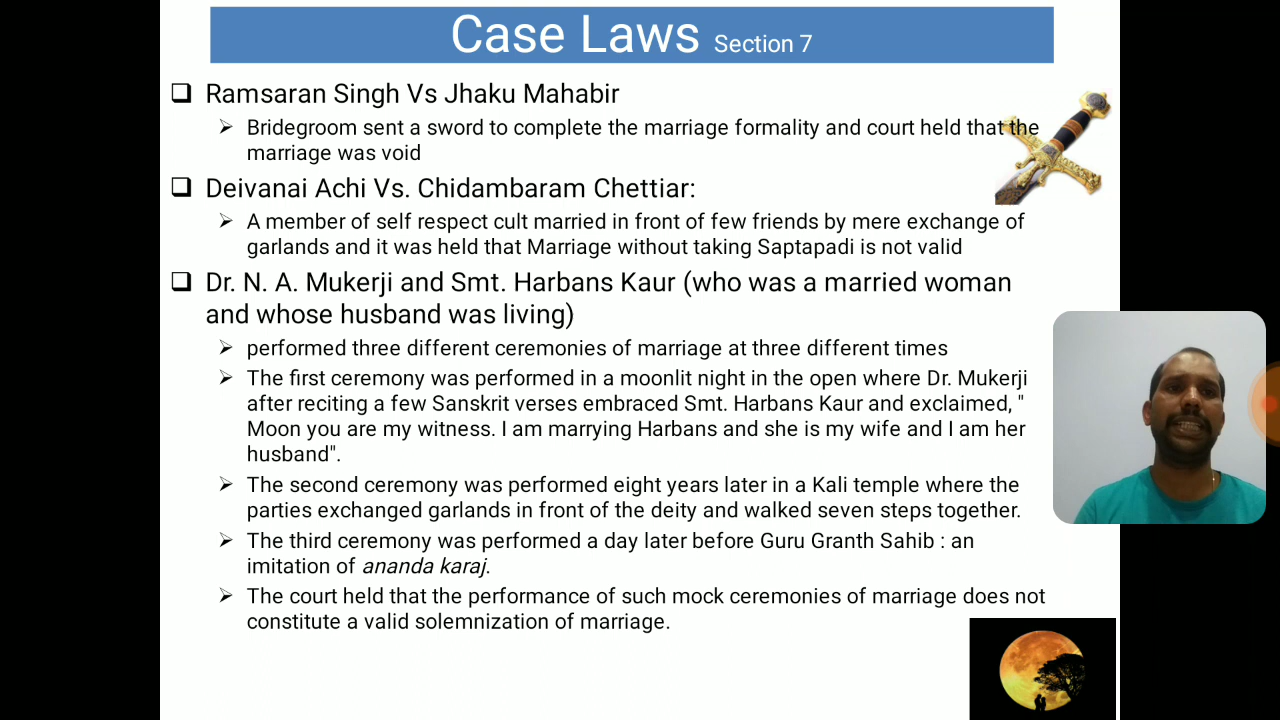 Case Laws Section 7
Ramsaran Singh Vs Jhaku Mahabir
Bridegroom sent a sword to complete the marriage formality and court held that the
marriage was void
Deivanai Achi Vs. Chidambaram Chettiar:
A member of self respect cult married in front of few friends by mere exchange of
garlands and it was held that Marriage without taking Saptapadi is not valid
Dr. N. A. Mukerji and Smt. Harbans Kaur (who was a married woman
and whose husband was living)
performed three different ceremonies of marriage at three different times
The first ceremony was performed in a moonlit night in the open where Dr. Mukerji
after reciting a few Sanskrit verses embraced Smt. Harbans Kaur and exclaimed, "
Moon you are my witness. I am marrying Harbans and she is my wife and I am her
husband".
The second ceremony was performed eight years later in a Kali temple where the
parties exchanged garlands in front of the deity and walked seven steps together.
The third ceremony was performed a day later before Guru Granth Sahib : an
imitation of ananda karaj.
The court held that the performance of such mock ceremonies of marriage does not
constitute a valid solemnization of marriage.